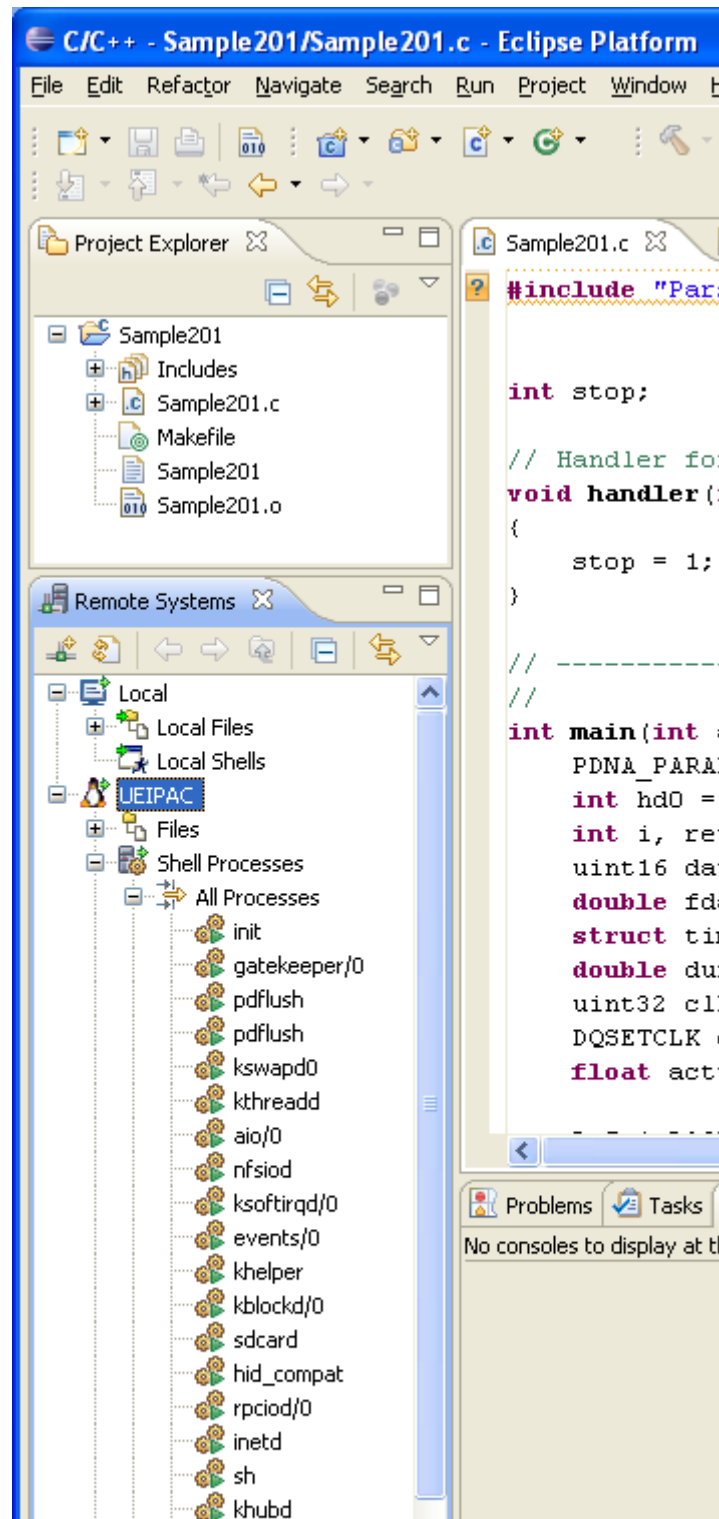 C/C++ - Sample201/Sample201.c - Eclipse Platform
File Edit Refactor Navigate Search Run Project Window
Project Explorer
Sample201
Includes
Sample201.c
Makefile
Sample201
Sample201.o
Remote Systems
Local
Local Files
Local Shells
UEIPAC
Files
Shell Processes
All Processes
init
gatekeeper/0
pdflush
pdflush
kswapd0
kthreadd
aio/0
nfsiod
ksoftirqd/0
events/0
khelper
kblockd/0
sdcard
hid_compat
rpciod/0
inetd
sh
khubd
Sample201.c
#include "Par
int stop;
// Handler for
void handler(
{
stop = 1;
}
// -----------
//
int main(int
PDNA_PARA
int hd0 =
int i, re
uint16 da
double fd
struct ti
double du
uint32 cl
DQSETCLK
float act
Problems Tasks
No consoles to display at th